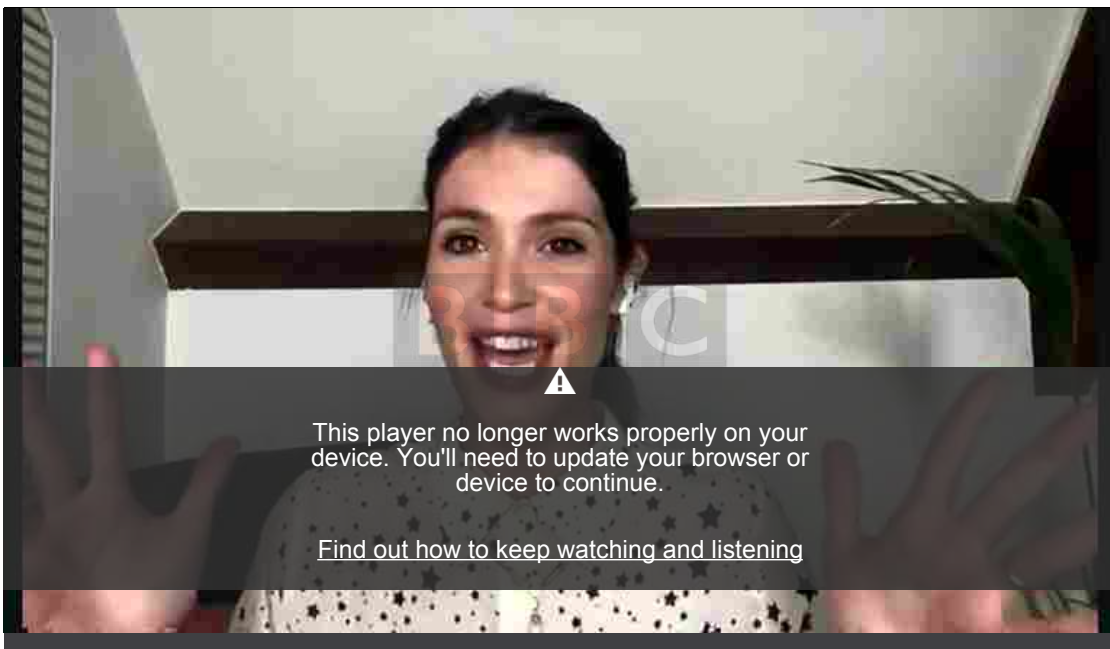 BBC
This player no longer works properly on your
device. You'll need to update your browser or
device to continue.
Find out how to keep watching and listening